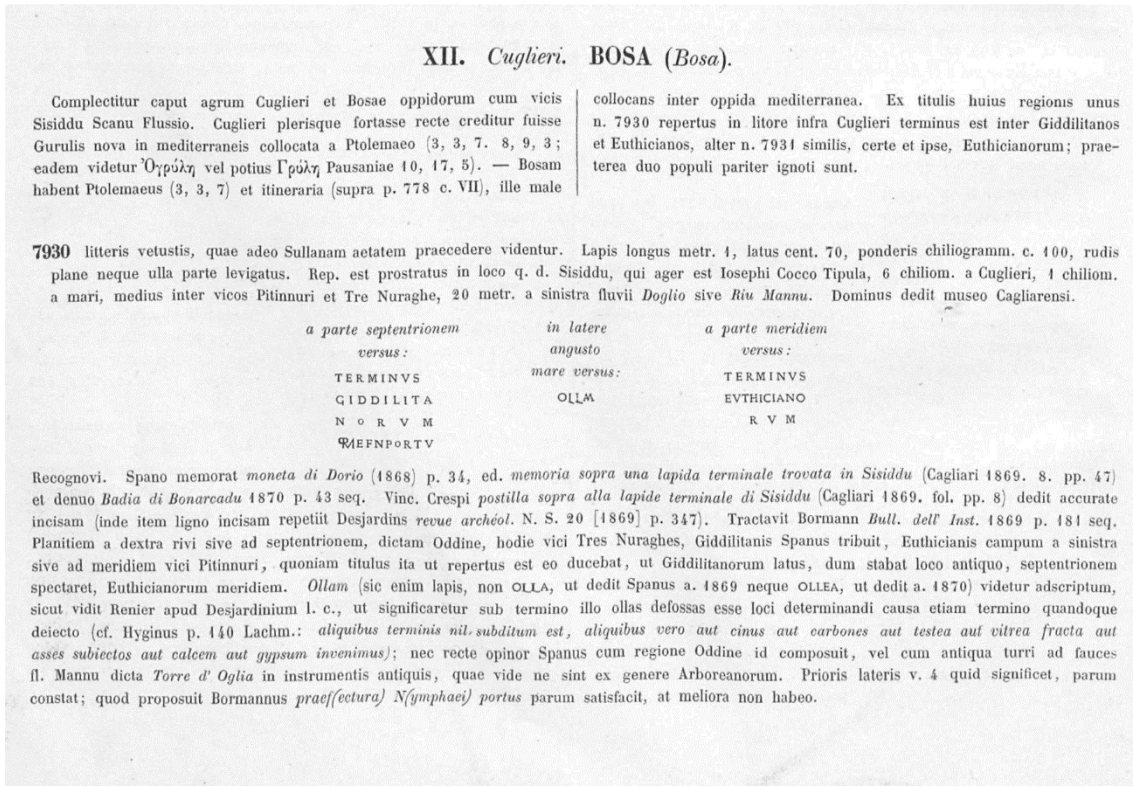 XII. Cuglieri. BOSA (Bosa).
Complectitur caput agrum Cuglieri et Bosae oppidorum cum vicis
Sisiddu Scanu Flussio. Cuglieri plerisque fortasse recte creditur fuisse
Gurulis nova in mediterraneis collocata a Ptolemaeo (3, 3, 7. 8, 9, 3;
eadem videtur Ὀγρύλη vel potius Γρύλη Pausaniae 10, 17, 5). — Bosam
habent Ptolemaeus (3, 3, 7) et itineraria (supra p. 778 c. VII), ille male
collocans inter oppida mediterranea. Ex titulis huius regionis unus
n. 7930 repertus in litore infra Cuglieri terminus est inter Giddilitanos
et Euthicianos, alter n. 7931 similis, certe et ipse, Euthicianorum; prae-
terea duo populi pariter ignoti sunt.
7930 litteris vetustis, quae adeo Sullanam aetatem praecedere videntur. Lapis longus metr. 1, latus cent. 70, ponderis chiliogramm. c. 100, rudis
plane neque ulla parte levigatus. Rep. est prostratus in loco q. d. Sisiddu, qui ager est Iosephi Cocco Tipula, 6 chiliom. a Cuglieri, 1 chiliom.
a mari, medius inter vicos Pitinnuri et Tre Nuraghe, 20 metr. a sinistra fluvii Doglio sive Riu Mannu. Dominus dedit museo Cagliarensi.
a parte septentrionem
versus:
TERMINVS
GIDDILITA
NORVM
PRAEFNPORTV
in latere
angusto
mare versus:
OLLAM
a parte meridiem
versus:
TERMINVS
EVTHICIANO
RVM
Recognovi. Spano memorat moneta di Dorio (1868) p. 34, ed. memoria sopra una lapida terminale trovata in Sisiddu (Cagliari 1869. 8. pp. 47)
et denuo Badia di Bonarcadu 1870 p. 43 seq. Vinc. Crespi postilla sopra alla lapide terminale di Sisiddu (Cagliari 1869. fol. pp. 8) dedit accurate
incisam (inde item ligno incisam repetiit Desjardins revue archéol. N. S. 20 [1869] p. 347). Tractavit Bormann Bull. dell' Inst. 1869 p. 181 seq.
Planitiem a dextra rivi sive ad septentrionem, dictam Oddine, hodie vici Tres Nuraghes, Giddilitanis Spanus tribuit, Euthicianis campum a sinistra
sive ad meridiem vici Pitinnuri, quoniam titulus ita ut repertus est eo ducebat, ut Giddilitanorum latus, dum stabat loco antiquo, septentrionem
spectaret, Euthicianorum meridiem. Ollam (sic enim lapis, non OLLA, ut dedit Spanus a. 1869 neque OLLEA, ut dedit a. 1870) videtur adscriptum,
sicut vidit Renier apud Desjardinium l. c., ut significaretur sub termino illo ollas defossas esse loci determinandi causa etiam termino quandoque
deiecto (cf. Hyginus p. 140 Lachm.: aliquibus terminis nil subditum est, aliquibus vero aut cinus aut carbones aut testea aut vitrea fracta aut
asses subiectos aut calcem aut gypsum invenimus); nec recte opinor Spanus cum regione Oddine id composuit, vel cum antiqua turri ad fauces
fl. Mannu dicta Torre d' Oglia in instrumentis antiquis, quae vide ne sint ex genere Arboreanorum. Prioris lateris v. 4 quid significet, parum
constat; quod proposuit Bormannus praef(ectura) N(ymphaei) portus parum satisfacit, at meliora non habeo.